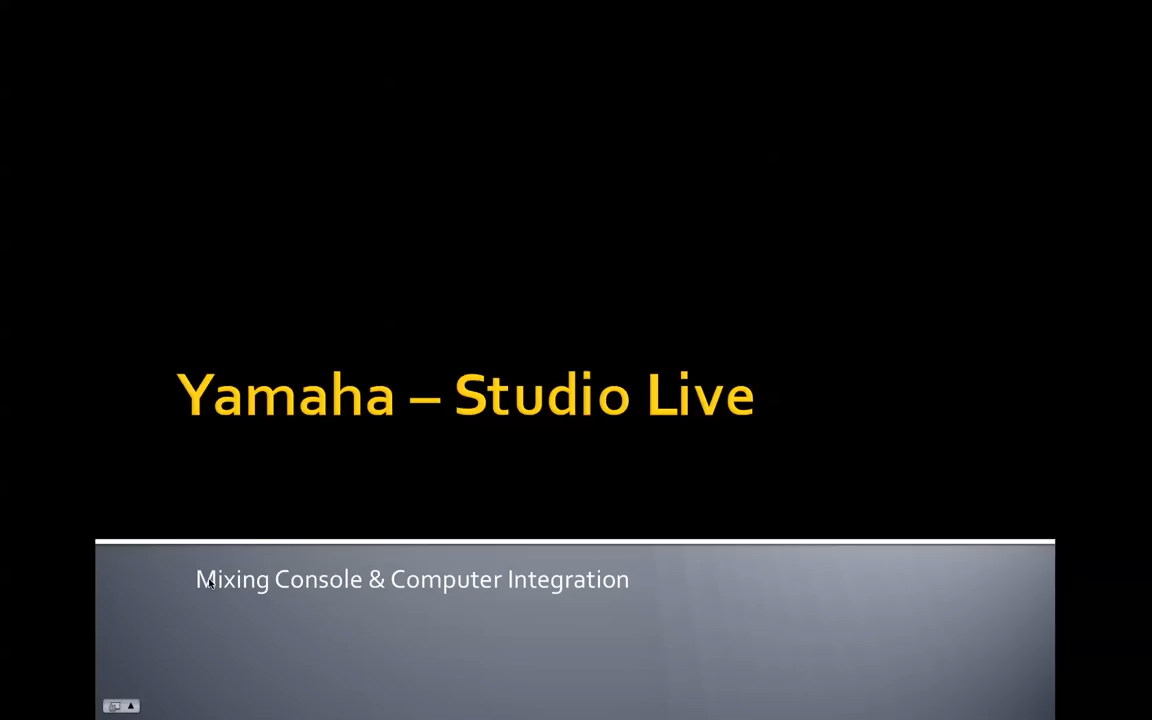 Yamaha – Studio Live
Mixing Console & Computer Integration